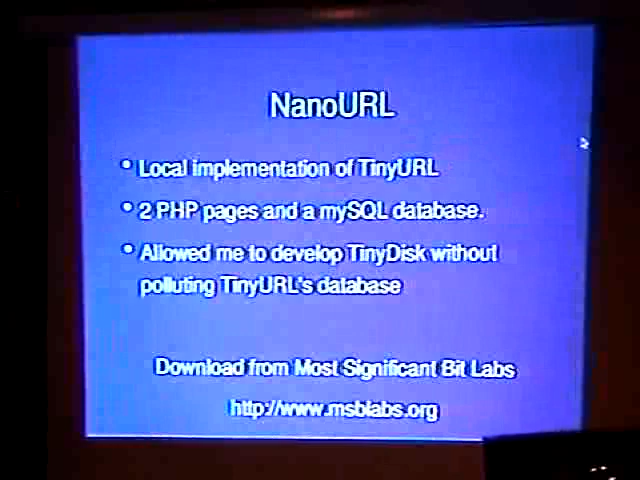 NanoURL
• Local implementation of TinyURL
• 2 PHP pages and a mySQL database.
• Allowed me to develop TinyDisk without
polluting TinyURL's database
Download from Most Significant Bit Labs
http://www.msblabs.org